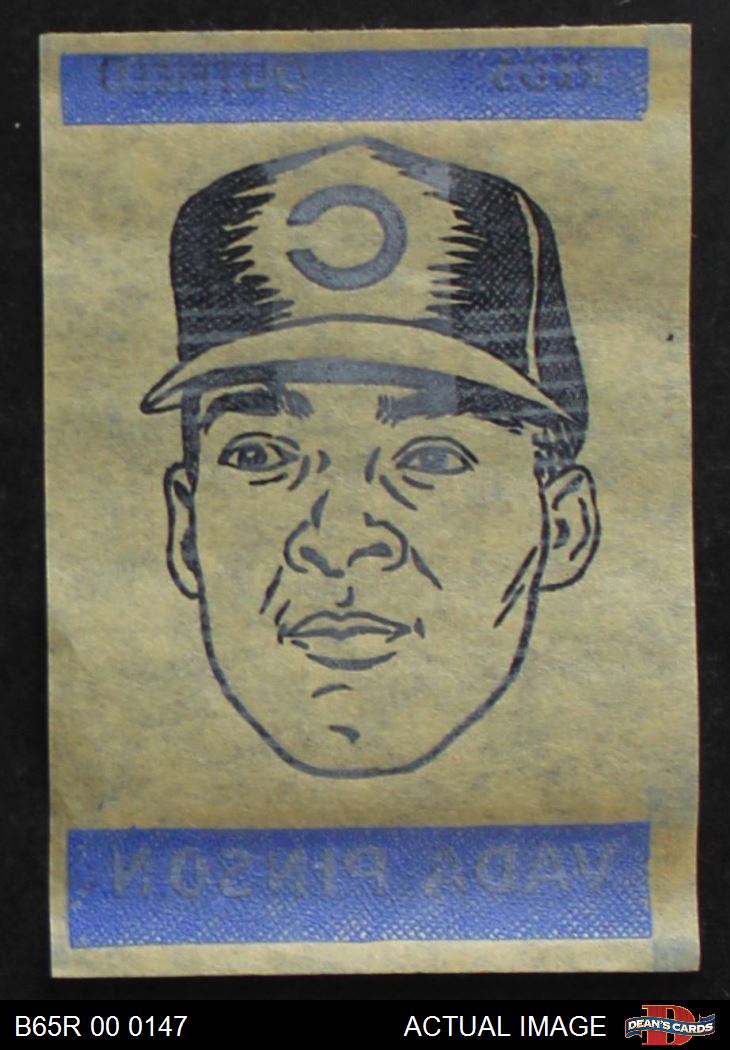 REDS OUTFIELD
C
VADA PINSON
B65R 00 0147
ACTUAL IMAGE
D
DEAN'S CARDS